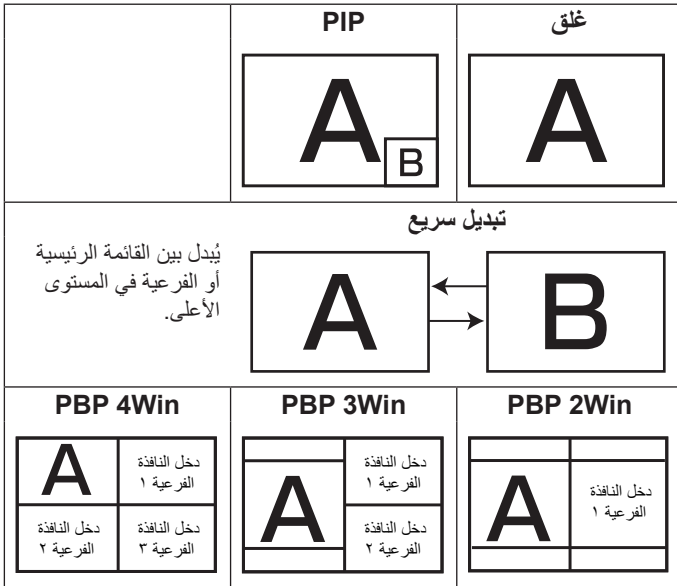 غلق
PIP
A
A
B
تبديل سريع
B
A
يُبدل بين القائمة الرئيسية
أو الفرعية في المستوى
الأعلى.
PBP 2Win
PBP 3Win
PBP 4Win
A
دخل النافذة
الفرعية ١
A
دخل النافذة
الفرعية ١
دخل النافذة
الفرعية ٢
A
دخل النافذة
الفرعية ١
دخل النافذة
الفرعية ٣
دخل النافذة
الفرعية ٢